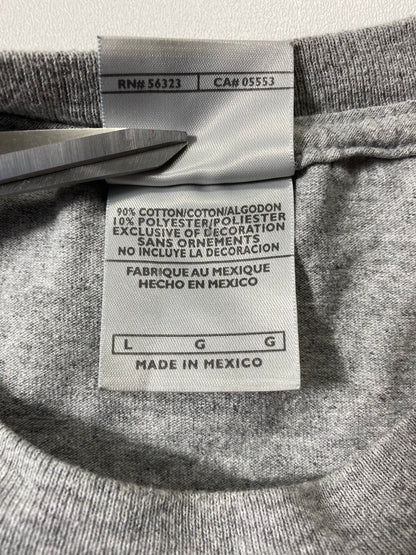 RN# 56323 CA# 05553
90% COTTON/COTON/ALGODON
10% POLYESTER/POLIESTER
EXCLUSIVE OF DECORATION
SANS ORNEMENTS
NO INCLUYE LA DECORACION
FABRIQUE AU MEXIQUE
HECHO EN MEXICO
L G G
MADE IN MEXICO